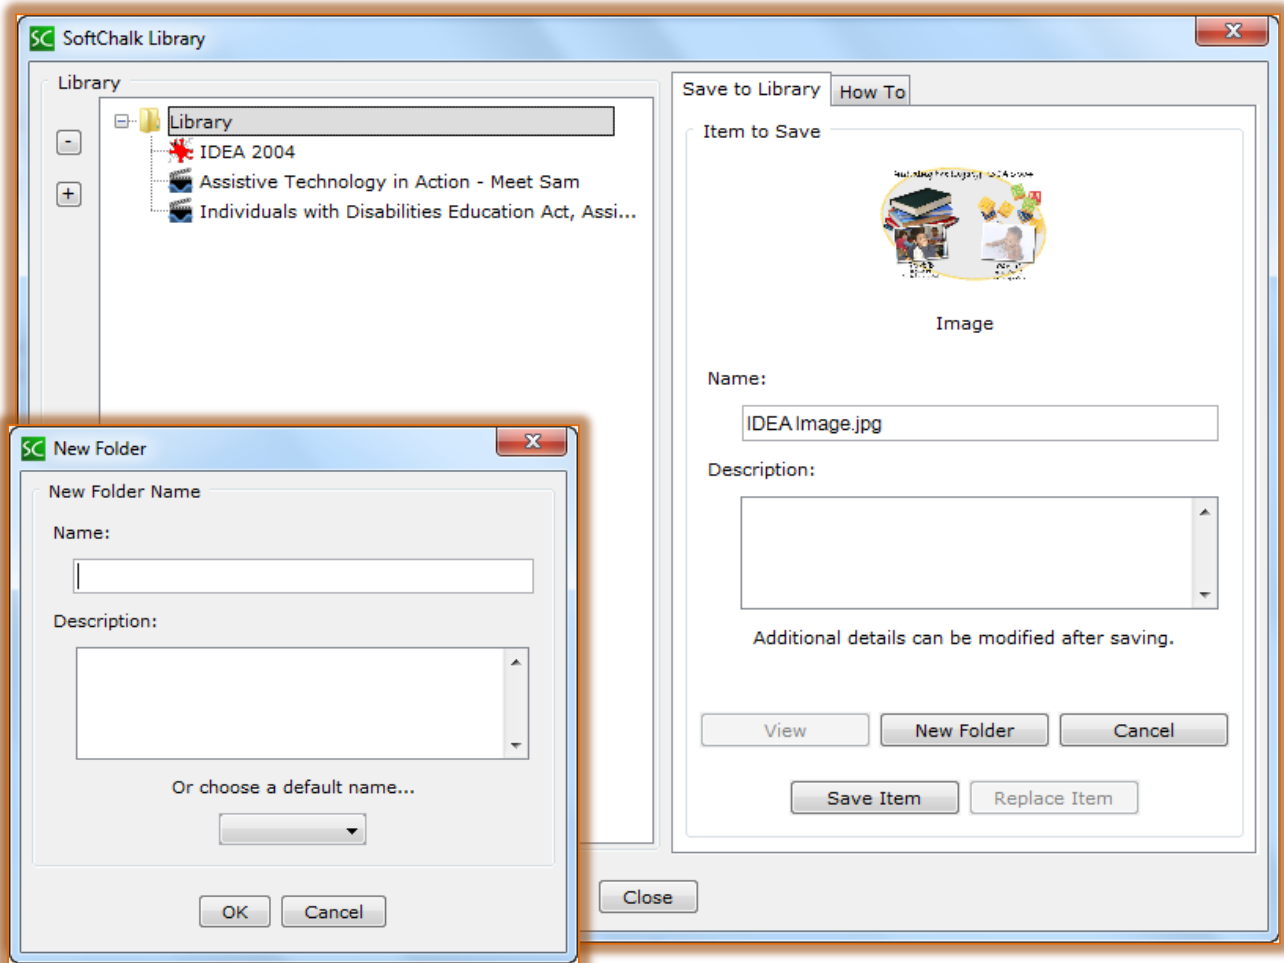 SC SoftChalk Library
Library
-
+
Library
IDEA 2004
Assistive Technology in Action - Meet Sam
Individuals with Disabilities Education Act, Assi...
Save to Library
How To
Item to Save
Image
Name:
IDEA Image.jpg
Description:
Additional details can be modified after saving.
View
New Folder
Cancel
Save Item
Replace Item
Close
SC New Folder
New Folder Name
Name:
Description:
Or choose a default name...
OK
Cancel